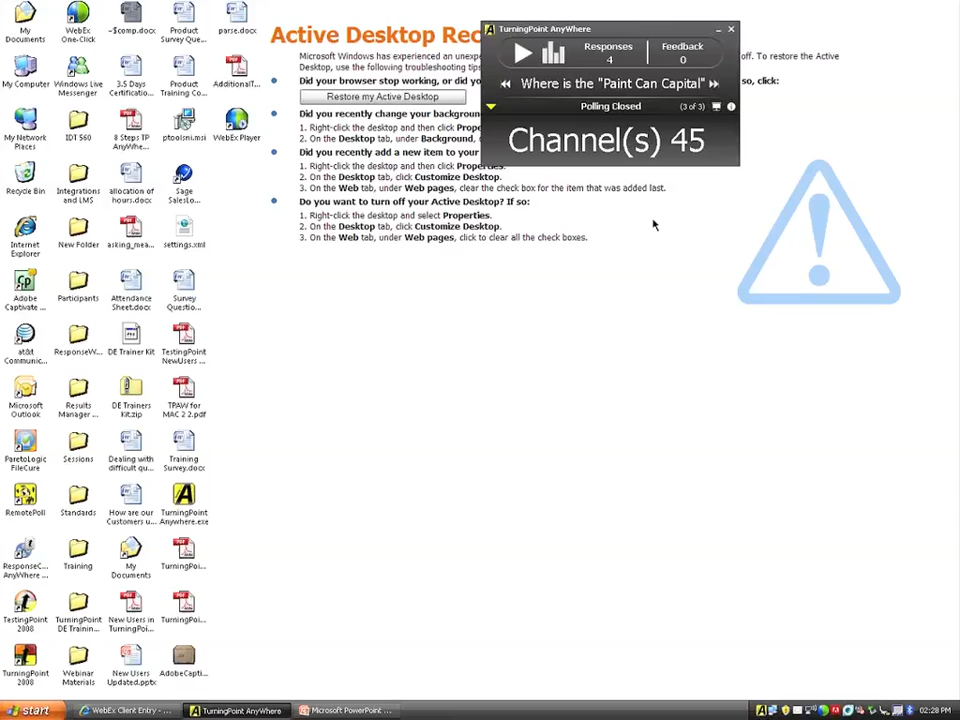 My Documents
WebEx One-Click
~$comp.docx
Product Survey Que...
parse.docx
My Computer
Windows Live Messenger
3.5 Days Certificatio...
Product Training Co...
AdditionalT...
My Network Places
IDT 560
8 Steps TP AnyWhe...
ptoolsni.msi
WebEx Player
Recycle Bin
Integrations and LMS
allocation of hours.docx
Sage SalesLo...
Internet Explorer
New Folder
asking_mea...
settings.xml
Adobe Captivate ...
Participants
Attendance Sheet.docx
Survey Questio...
at&t Communic...
ResponseW...
DE Trainer Kit
TestingPoint NewUsers ...
Microsoft Outlook
Results Manager ...
DE Trainers Kit.zip
TPAW for MAC 2 2.pdf
ParetoLogic FileCure
Sessions
Dealing with difficult qu...
Training Survey.docx
RemotePoll
Standards
How are our Customers u...
TurningPoint Anywhere.exe
ResponseC... AnyWhere ...
Training
My Documents
TurningPoi...
TestingPoint 2008
TurningPoint DE Trainin...
New Users in TurningPoi...
TurningPoi...
TurningPoint 2008
Webinar Materials
New Users Updated.pptx
AdobeCapti...
Active Desktop Rec
Microsoft Windows has experienced an unexpe
off. To restore the Active
Desktop, use the following troubleshooting tips
Did your browser stop working, or did yo
so, click:
Restore my Active Desktop
Did you recently change your backgroun
1. Right-click the desktop and then click Prope
2. On the Desktop tab, under Background,
Did you recently add a new item to your
1. Right-click the desktop and then click Properties.
2. On the Desktop tab, click Customize Desktop.
3. On the Web tab, under Web pages, clear the check box for the item that was added last.
Do you want to turn off your Active Desktop? If so:
1. Right-click the desktop and select Properties.
2. On the Desktop tab, click Customize Desktop.
3. On the Web tab, under Web pages, click to clear all the check boxes.
TurningPoint AnyWhere
Responses
Feedback
4
0
Where is the "Paint Can Capital"
Polling Closed
(3 of 3)
Channel(s) 45
start
WebEx Client Entry - ...
TurningPoint AnyWhere
Microsoft PowerPoint ...
02:28 PM